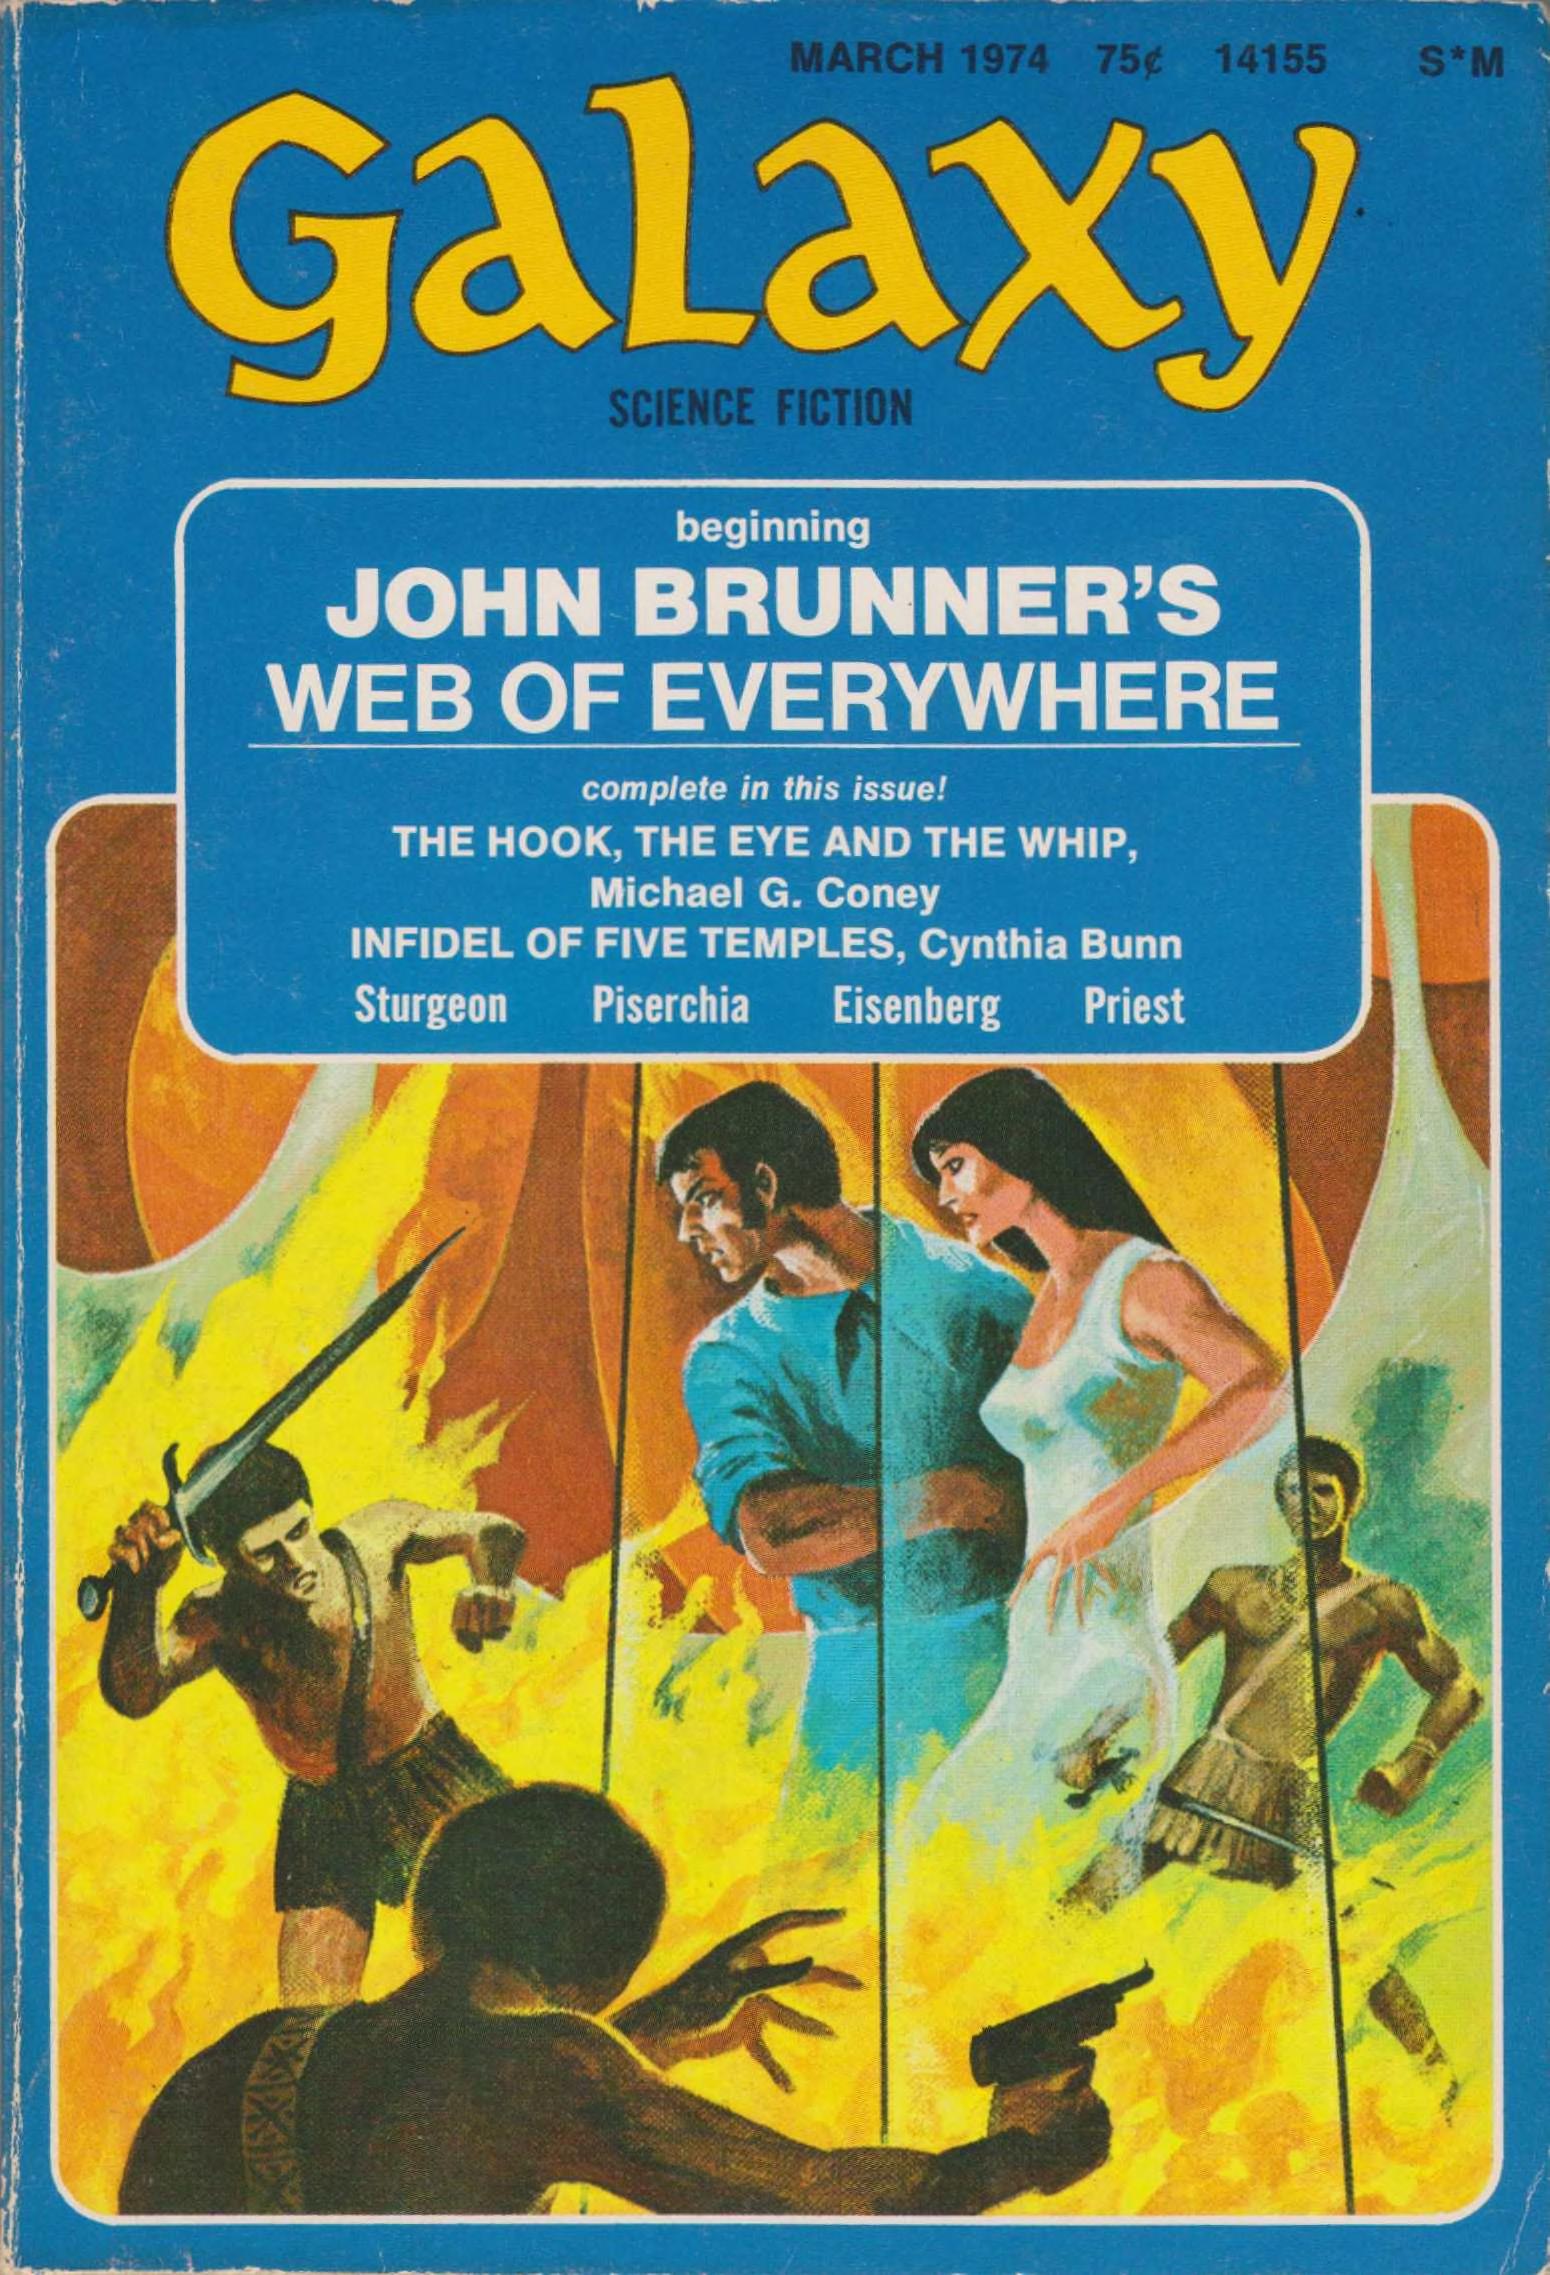 MARCH 1974 75¢ 14155 S*M
Galaxy
SCIENCE FICTION
beginning
JOHN BRUNNER'S
WEB OF EVERYWHERE
complete in this issue!
THE HOOK, THE EYE AND THE WHIP,
Michael G. Coney
INFIDEL OF FIVE TEMPLES, Cynthia Bunn
Sturgeon Piserchia Eisenberg Priest